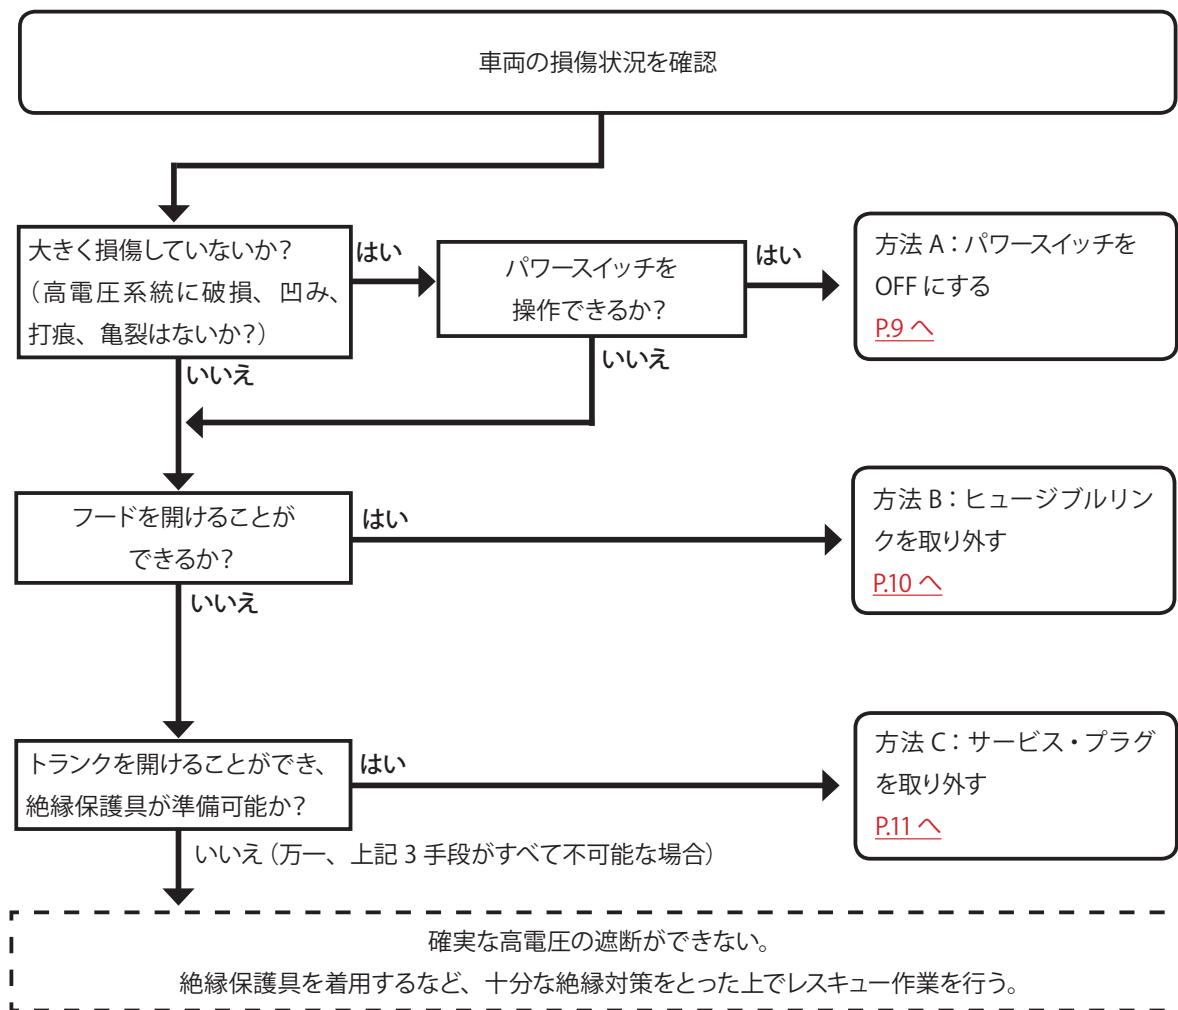 車両の損傷状況を確認
大きく損傷していないか?
(高電圧系統に破損、凹み、
打痕、亀裂はないか?)
はい
パワースイッチを
操作できるか?
はい
方法 A:パワースイッチを
OFF にする
P.9 へ
いいえ
いいえ
フードを開けることが
できるか?
はい
方法 B:ヒュージブルリン
クを取り外す
P.10 へ
いいえ
トランクを開けることができ、
絶縁保護具が準備可能か?
はい
方法 C:サービス・プラグ
を取り外す
P.11 へ
いいえ(万一、上記 3 手段がすべて不可能な場合)
確実な高電圧の遮断ができない。
絶縁保護具を着用するなど、十分な絶縁対策をとった上でレスキュー作業を行う。